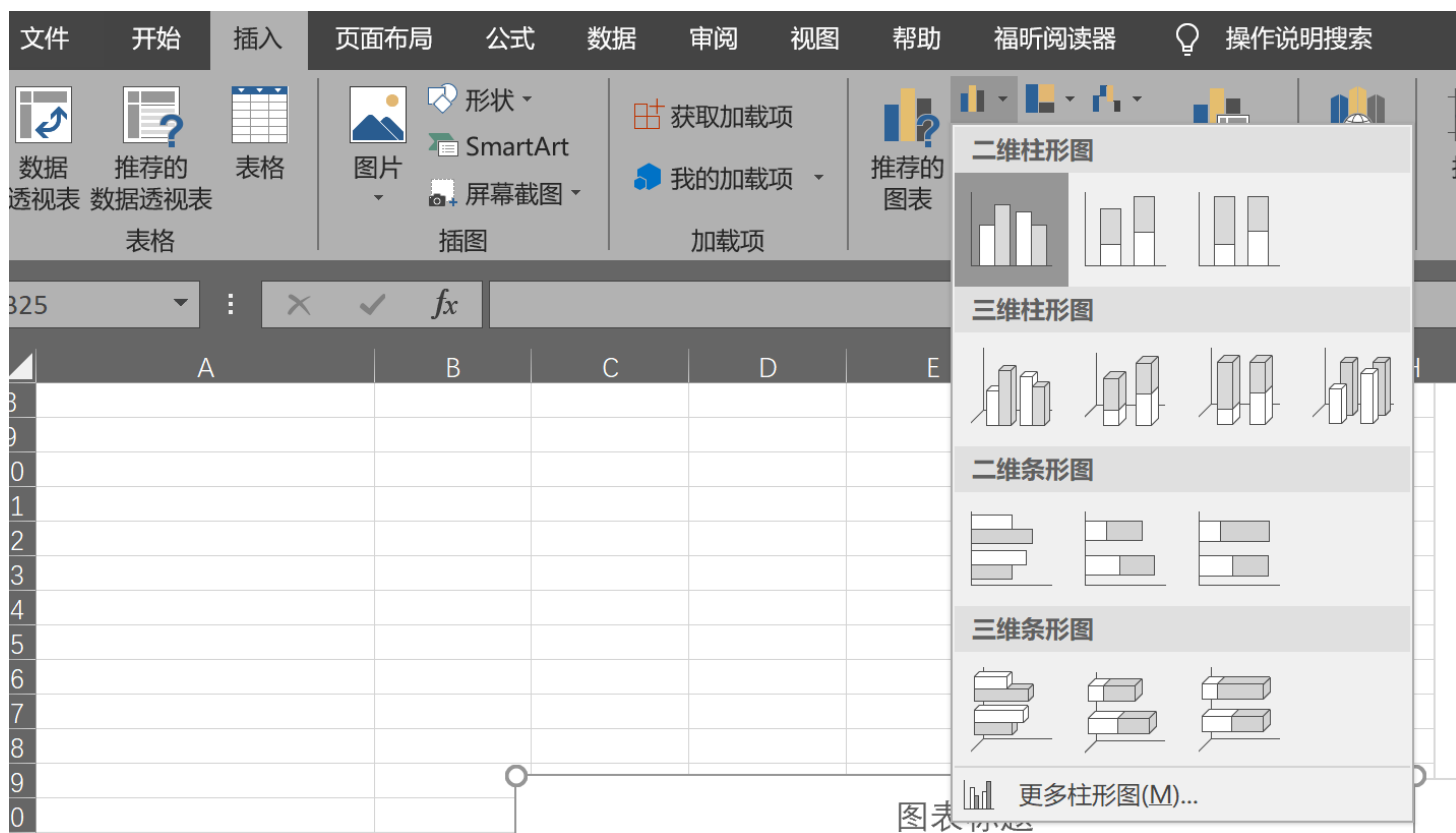 文件 开始 插入 页面布局 公式 数据 审阅 视图 帮助 福昕阅读器 操作说明搜索
数据
透视表
推荐的
数据透视表
表格
表格
图片
形状
SmartArt
屏幕截图
插图
获取加载项
我的加载项
加载项
推荐的
图表
fx
A B C D E
二维柱形图
三维柱形图
二维条形图
三维条形图
更多柱形图(M)...
图表标题